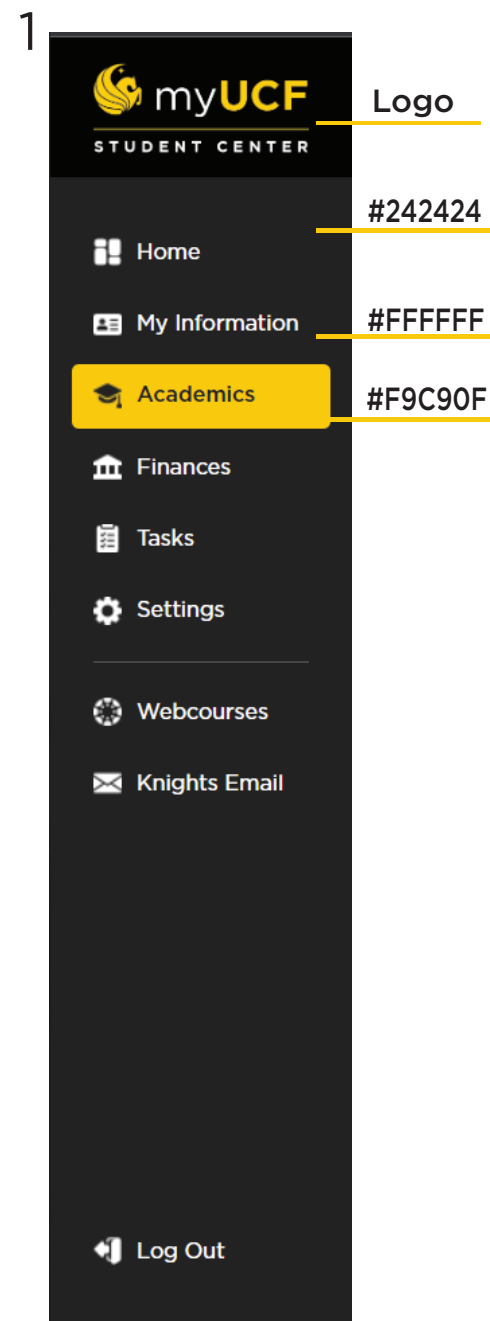 1
myUCF
STUDENT CENTER
Logo
#242424
Home
My Information
#FFFFFF
Academics
#F9C90F
Finances
Tasks
Settings
Webcourses
Knights Email
Log Out